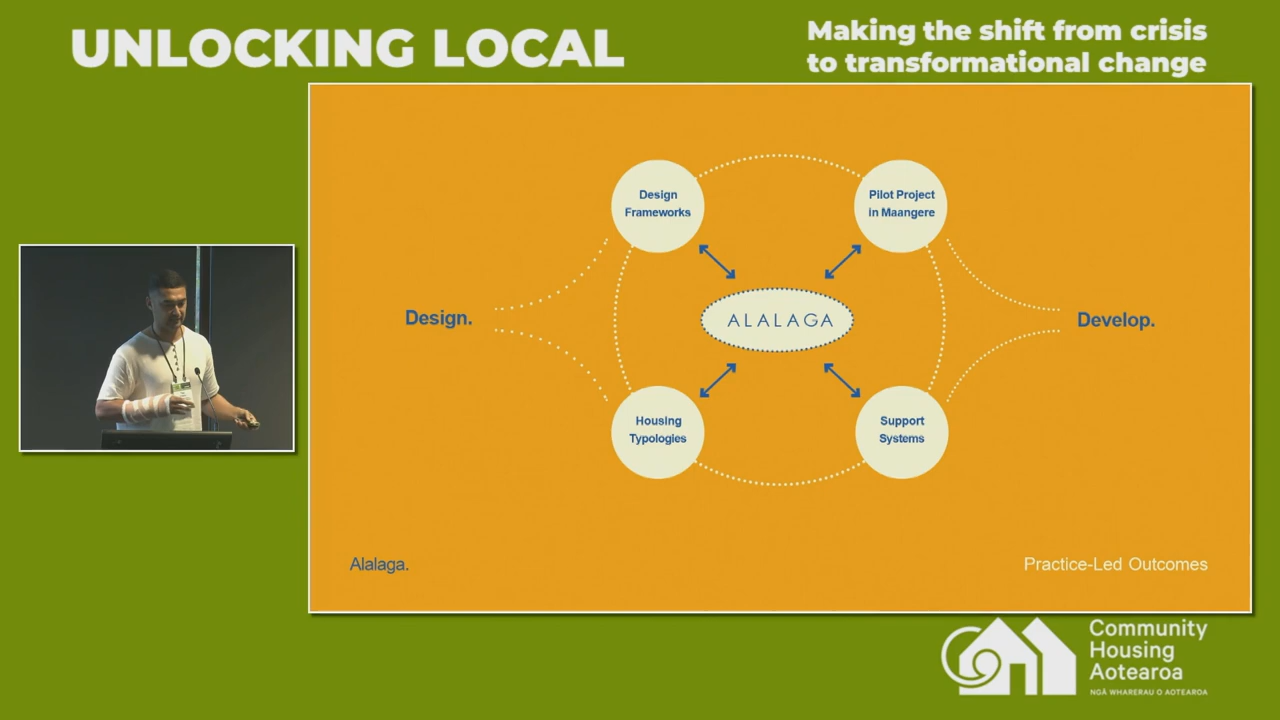 UNLOCKING LOCAL
Making the shift from crisis
to transformational change
Design
Frameworks
Pilot Project
in Maangere
Design.
ALALAGA
Develop.
Housing
Typologies
Support
Systems
Alalaga.
Practice-Led Outcomes
Community
Housing
Aotearoa
NGĀ WHARERAU O AOTEAROA